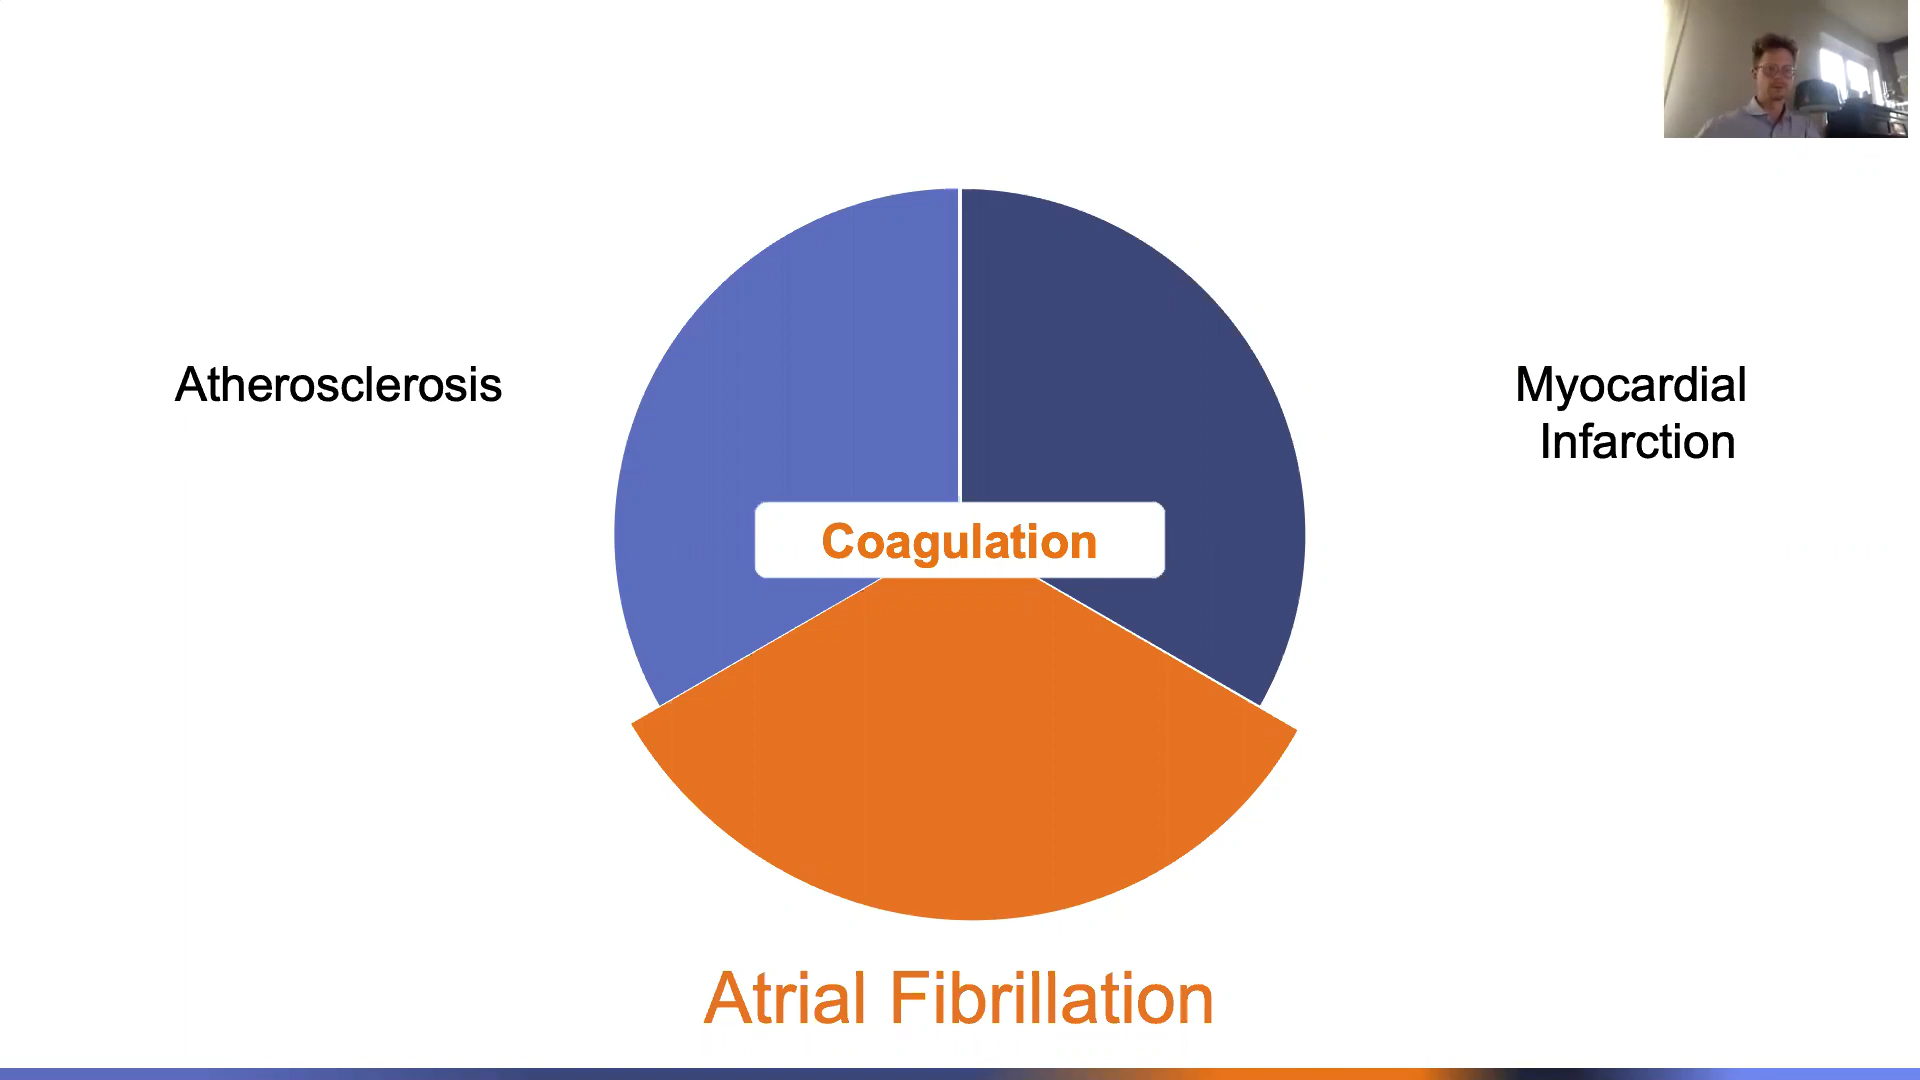 Atherosclerosis
Myocardial
Infarction
Coagulation
Atrial Fibrillation